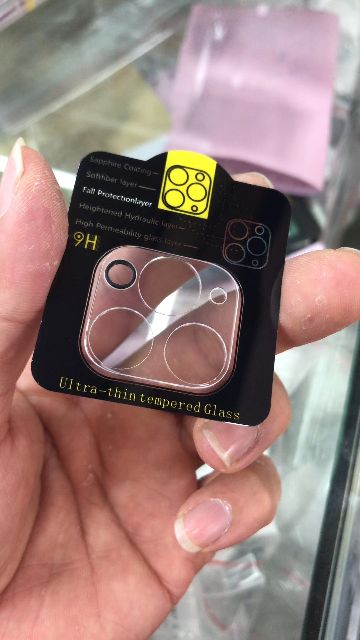 Sapphire Coating
Softfiber layer
Fall Protectionlayer
Heightened Hydraulic layer
High Permeability glass layer
9H
Ultra-thin tempered Glass